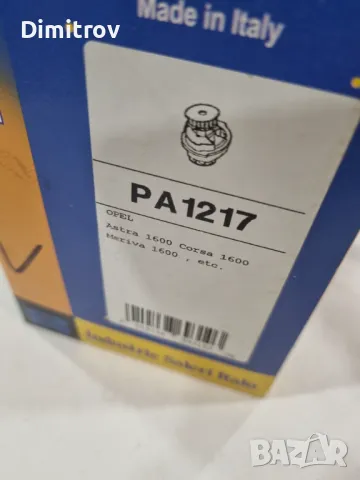 Dimitrov
Made in Italy
PA1217
OPEL
Astra 1600 Corsa 1600
Meriva 1600 , etc.
Industrie Saleri Italo
bazar